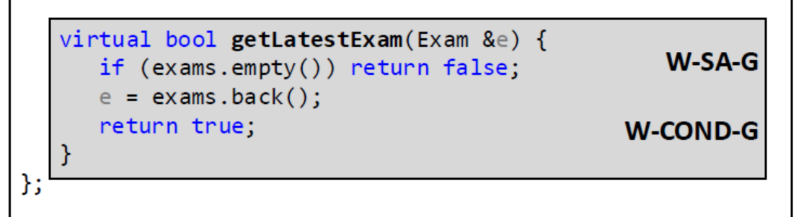 virtual bool getLatestExam(Exam &e) {
if (exams.empty()) return false;
W-SA-G
e = exams.back();
return true;
W-COND-G
}
};